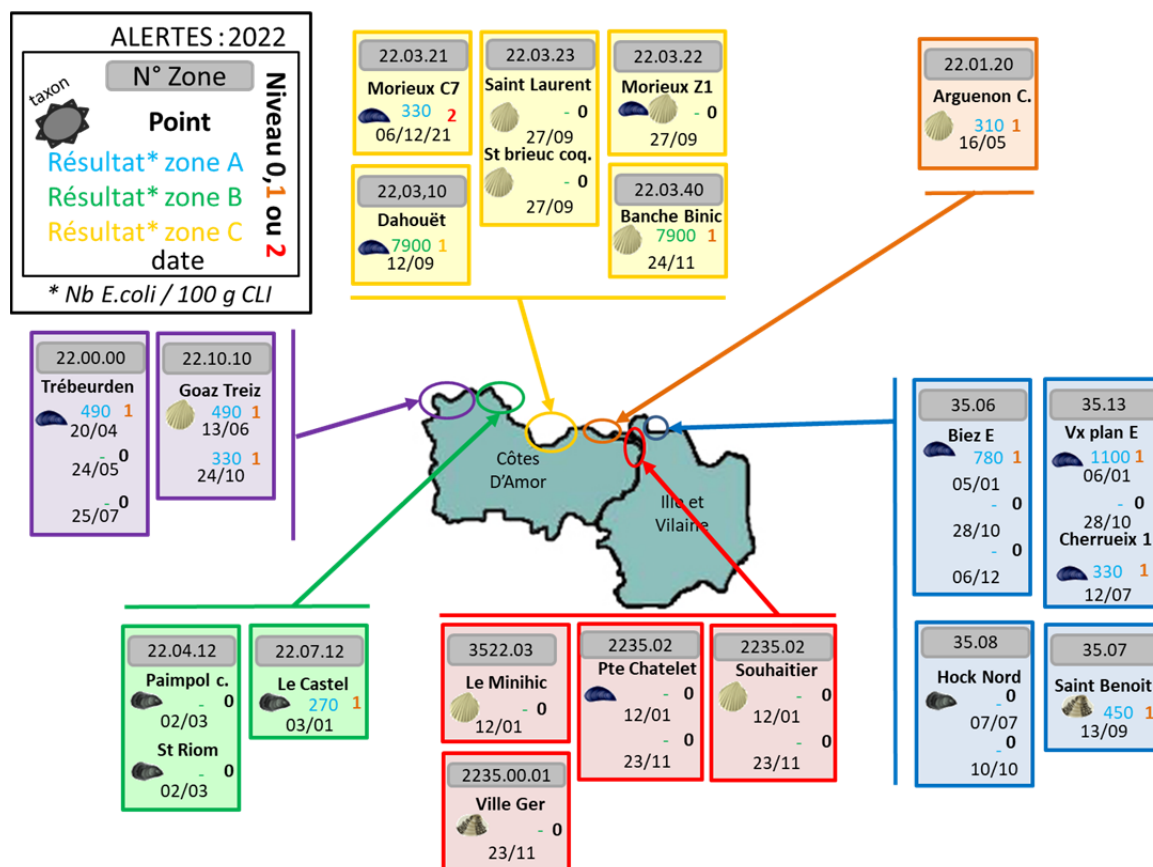 ALERTES : 2022
taxon
N° Zone
Point
Résultat* zone A
Résultat* zone B
Résultat* zone C
date
Niveau 0,1 ou 2
* Nb E.coli / 100 g CLI
22.03.21
Morieux C7
330 2
06/12/21
22.03.23
Saint Laurent
- 0
27/09
St brieuc coq.
- 0
27/09
22.03.22
Morieux Z1
- 0
27/09
22,03,10
Dahouët
7900 1
12/09
22.03.40
Banche Binic
7900 1
24/11
22.01.20
Arguenon C.
310 1
16/05
22.00.00
Trébeurden
490 1
20/04
- 0
24/05
- 0
25/07
22.10.10
Goaz Treiz
490 1
13/06
330 1
24/10
Côtes
D'Amor
Ille et
Vilaine
35.06
Biez E
780 1
05/01
- 0
28/10
- 0
06/12
35.13
Vx plan E
1100 1
06/01
- 0
28/10
Cherrueix 1
330 1
12/07
22.04.12
Paimpol c.
- 0
02/03
St Riom
- 0
02/03
22.07.12
Le Castel
270 1
03/01
3522.03
Le Minihic
- 0
12/01
2235.02
Pte Chatelet
- 0
12/01
- 0
23/11
2235.02
Souhaitier
- 0
12/01
- 0
23/11
2235.00.01
Ville Ger
- 0
23/11
35.08
Hock Nord
- 0
07/07
- 0
10/10
35.07
Saint Benoit
450 1
13/09